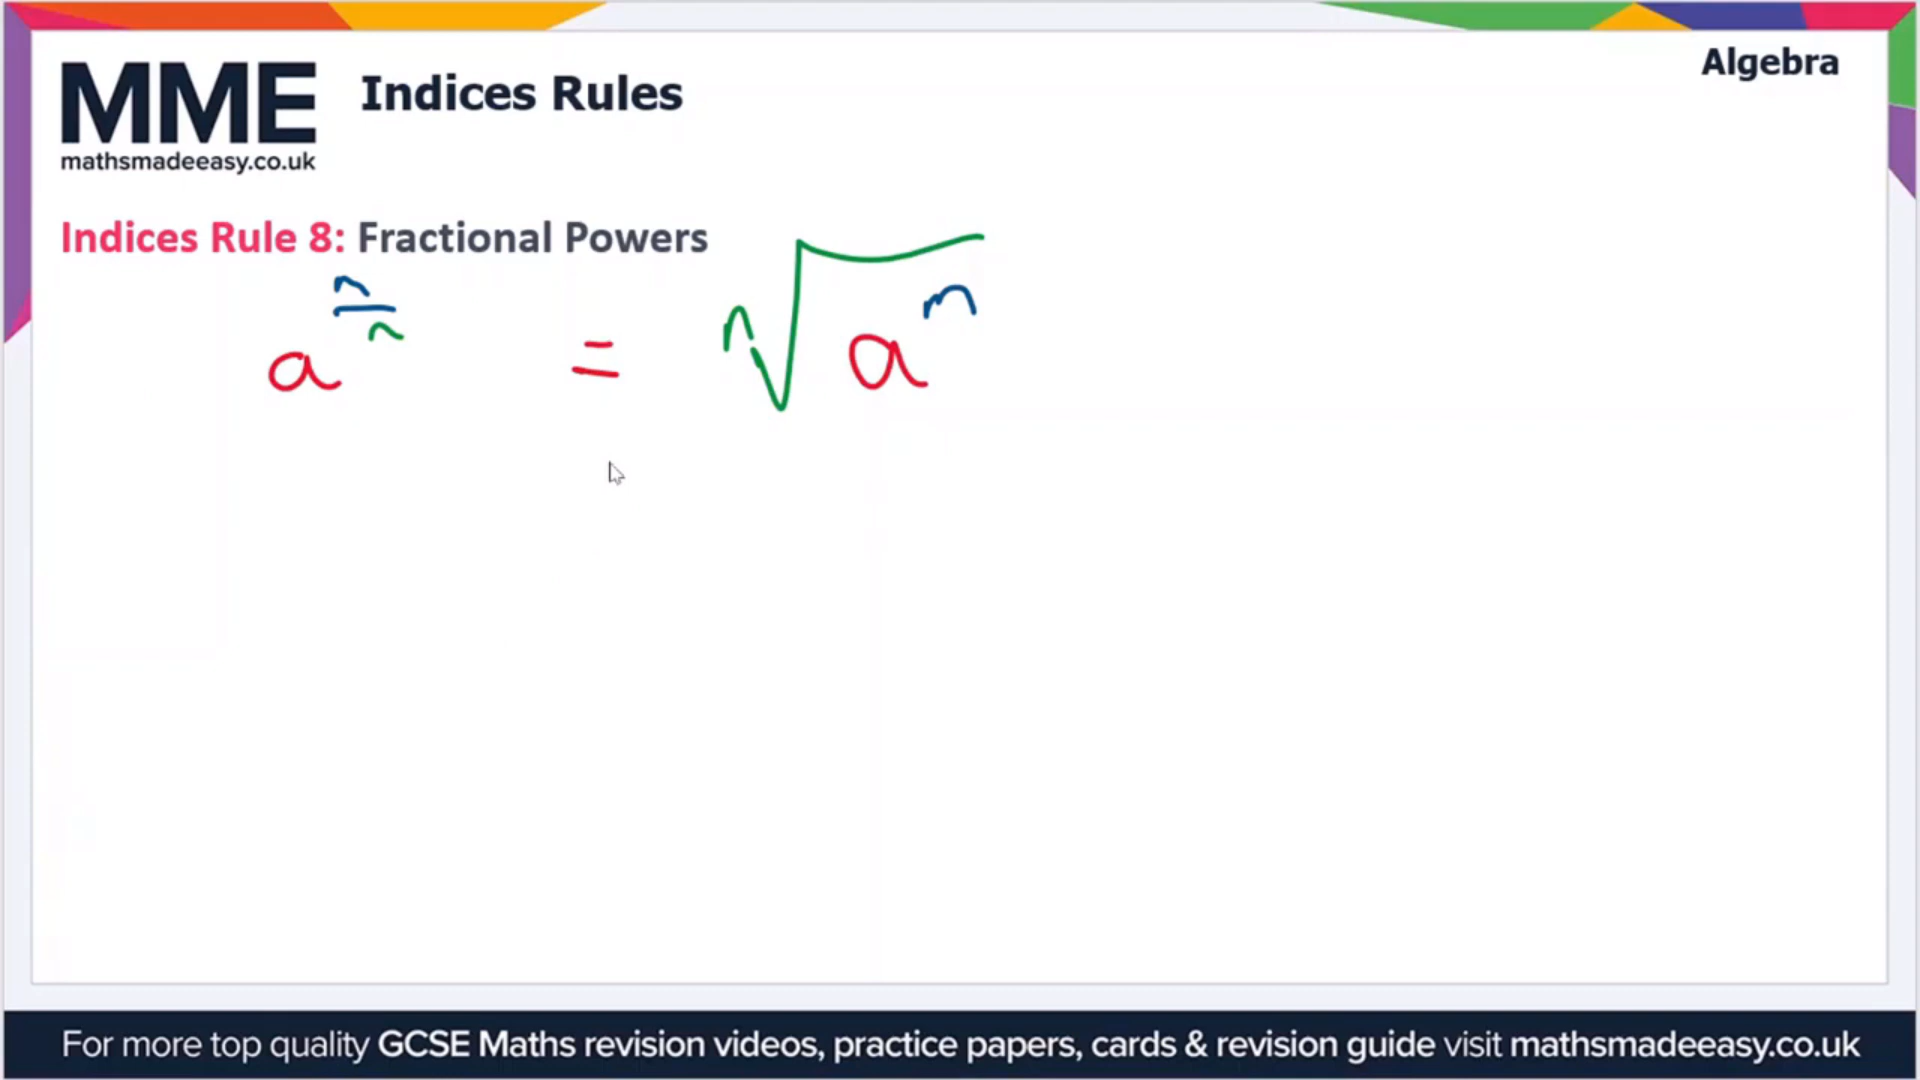 Algebra
MME
mathsmadeeasy.co.uk
Indices Rules
Indices Rule 8: Fractional Powers
a^(m/n) = ⁿ√(a^m)
For more top quality GCSE Maths revision videos, practice papers, cards & revision guide visit mathsmadeeasy.co.uk